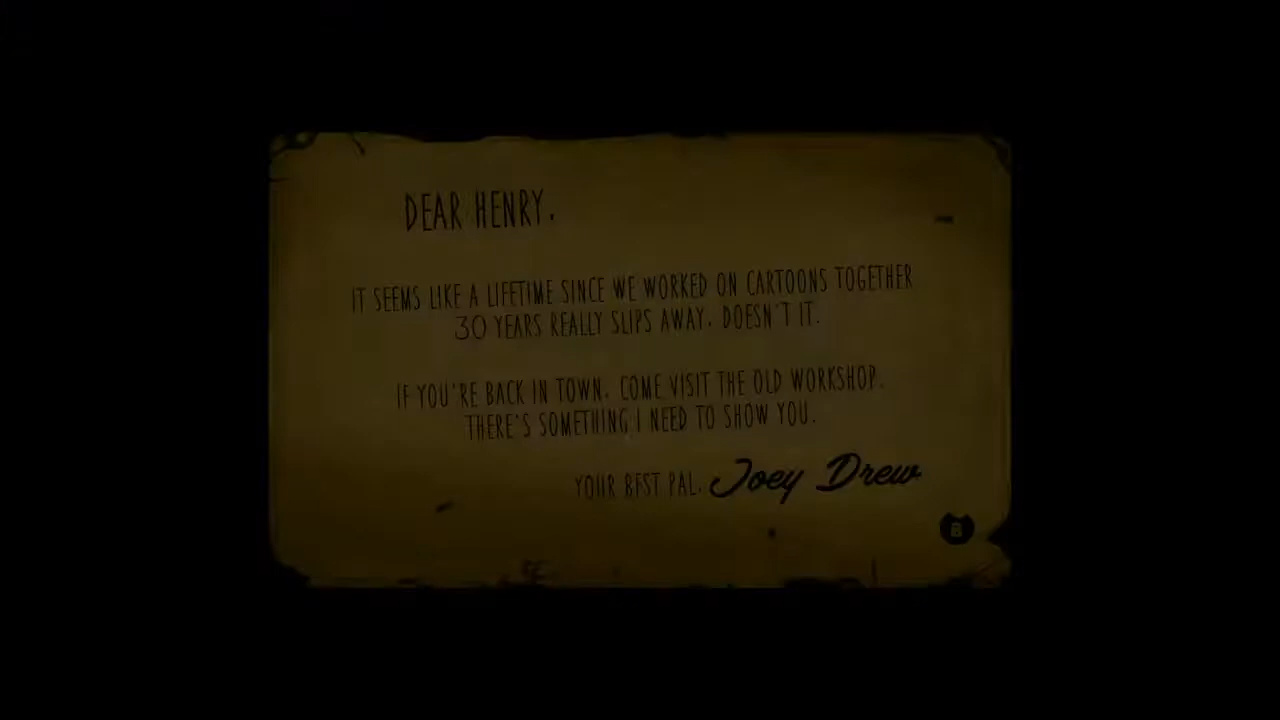 DEAR HENRY,
IT SEEMS LIKE A LIFETIME SINCE WE WORKED ON CARTOONS TOGETHER
30 YEARS REALLY SLIPS AWAY, DOESN'T IT.
IF YOU'RE BACK IN TOWN, COME VISIT THE OLD WORKSHOP.
THERE'S SOMETHING I NEED TO SHOW YOU.
YOUR BEST PAL, Joey Drew